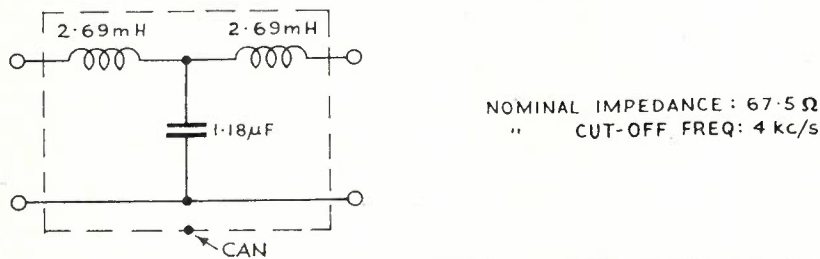 2·69mH 2·69mH
1·18μF
NOMINAL IMPEDANCE: 67·5 Ω
" CUT-OFF FREQ: 4 kc/s
CAN